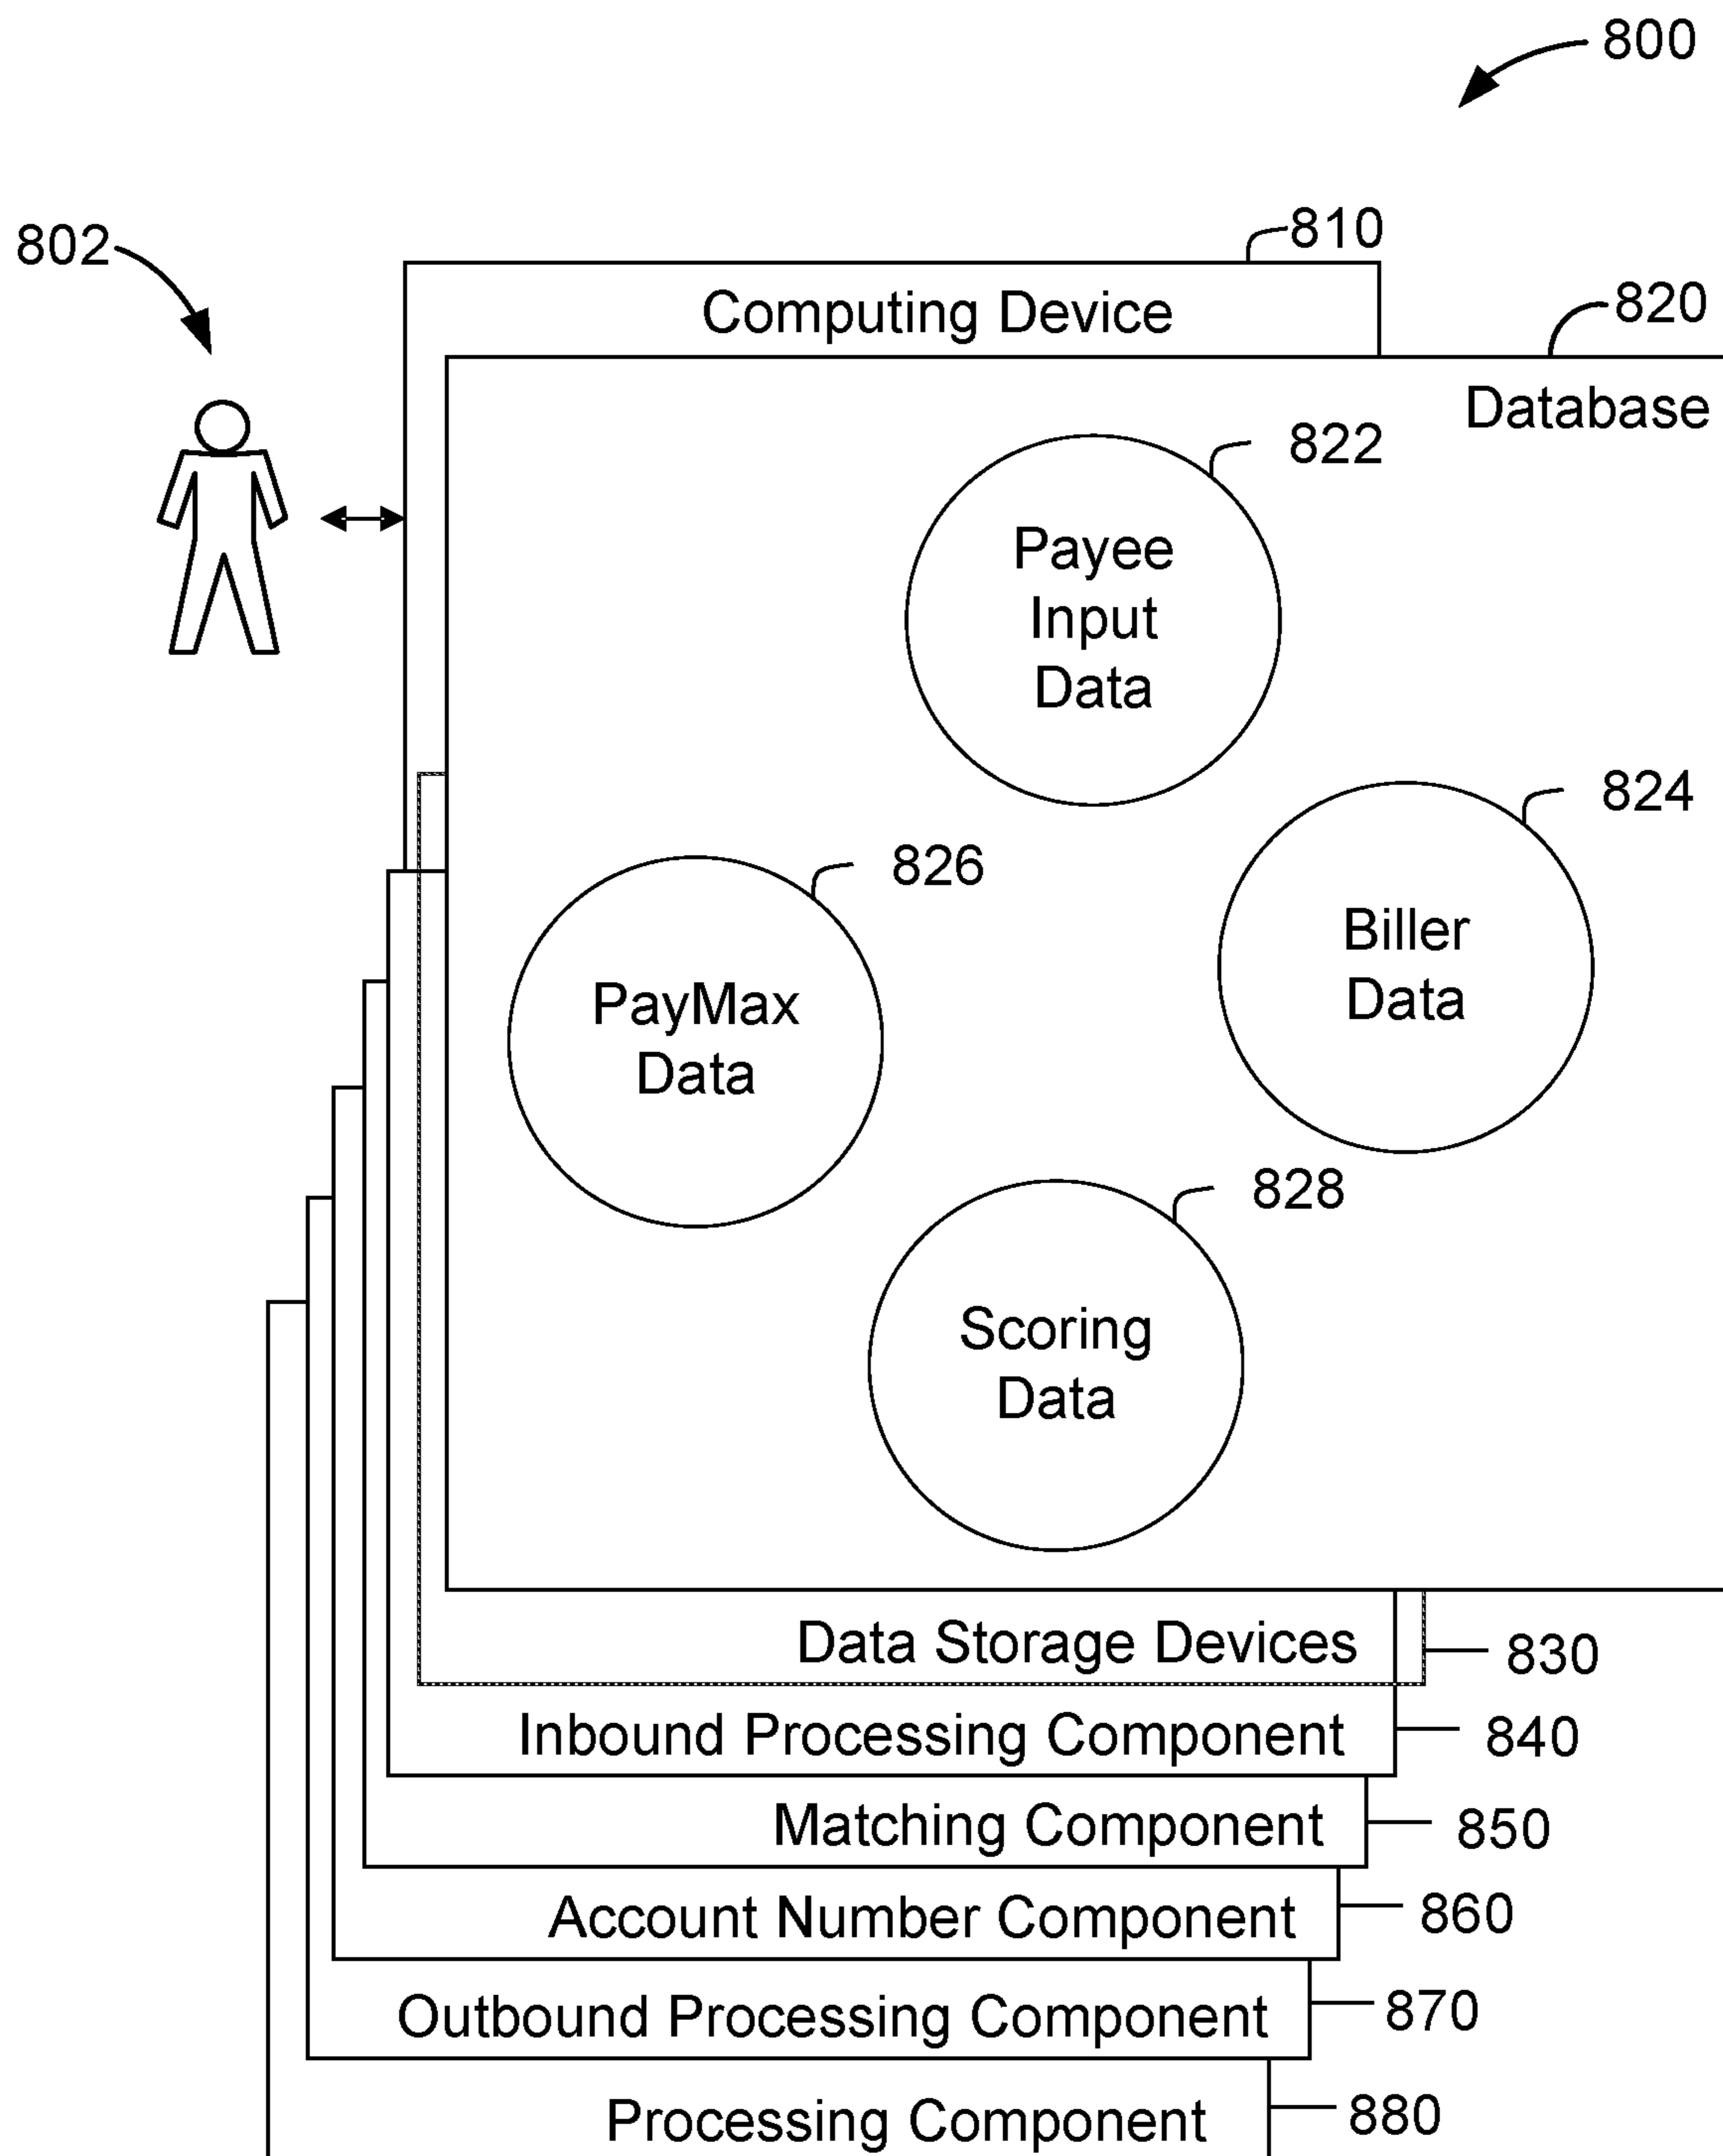 800
802
810
Computing Device
820
Database
822
Payee
Input
Data
824
826
Biller
Data
PayMax
Data
828
Scoring
Data
Data Storage Devices
830
Inbound Processing Component
840
Matching Component
850
Account Number Component
860
Outbound Processing Component
870
Processing Component
880